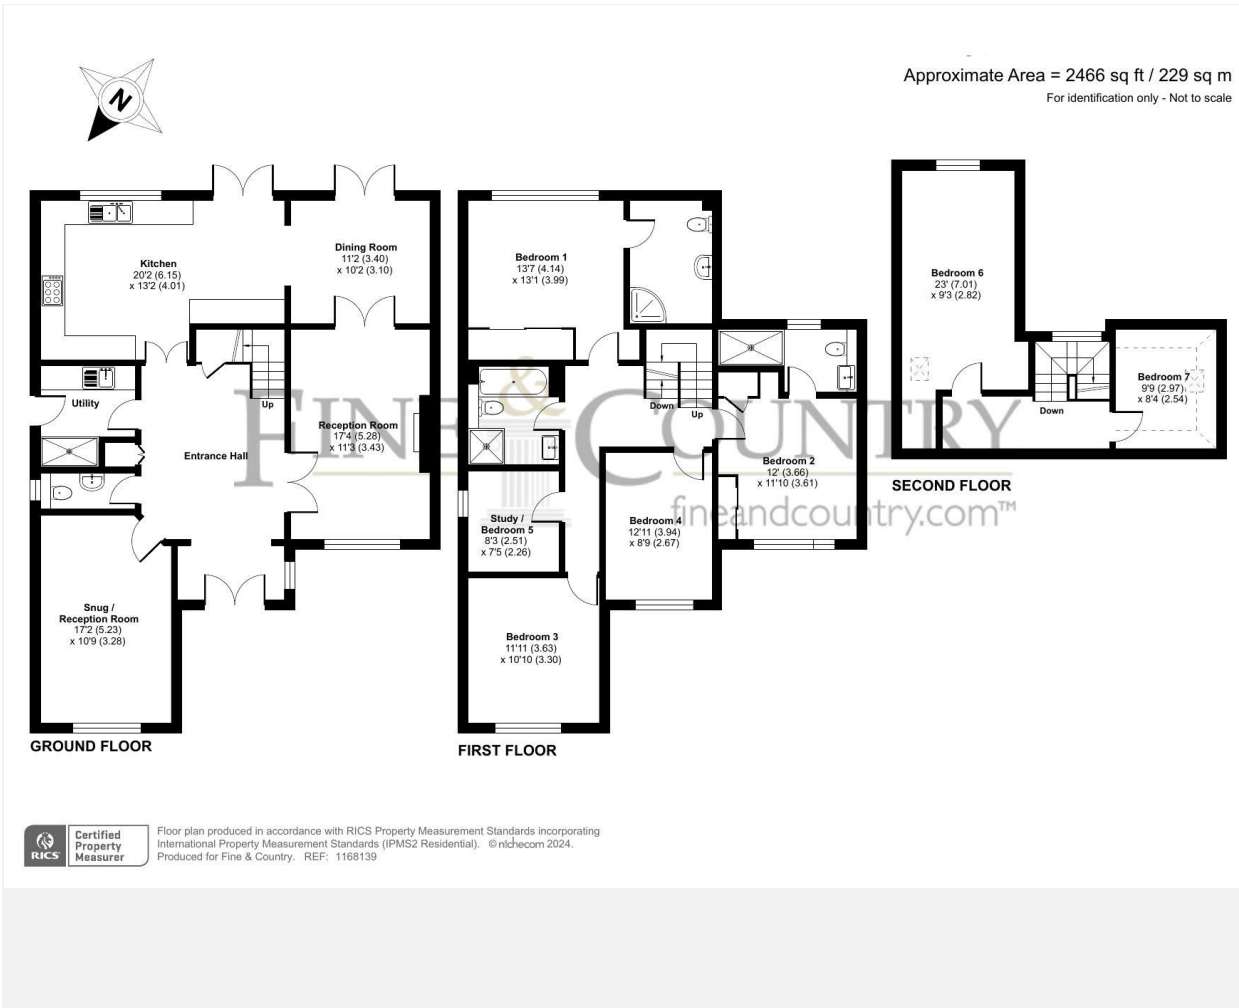 N
Approximate Area = 2466 sq ft / 229 sq m
For identification only - Not to scale
Kitchen
20'2 (6.15)
x 13'2 (4.01)
Dining Room
11'2 (3.40)
x 10'2 (3.10)
Utility
Up
Entrance Hall
Reception Room
17'4 (5.28)
x 11'3 (3.43)
Snug /
Reception Room
17'2 (5.23)
x 10'9 (3.28)
GROUND FLOOR
Bedroom 1
13'7 (4.14)
x 13'1 (3.99)
Down
Up
Bedroom 2
12' (3.66)
x 11'10 (3.61)
Study /
Bedroom 5
8'3 (2.51)
x 7'5 (2.26)
Bedroom 4
12'11 (3.94)
x 8'9 (2.67)
Bedroom 3
11'11 (3.63)
x 10'10 (3.30)
FIRST FLOOR
Bedroom 6
23' (7.01)
x 9'3 (2.82)
Bedroom 7
9'9 (2.97)
x 8'4 (2.54)
Down
SECOND FLOOR
FINE & COUNTRY
fineandcountry.com™
RICS
Certified
Property
Measurer
Floor plan produced in accordance with RICS Property Measurement Standards incorporating
International Property Measurement Standards (IPMS2 Residential). © nichecom 2024.
Produced for Fine & Country. REF: 1168139